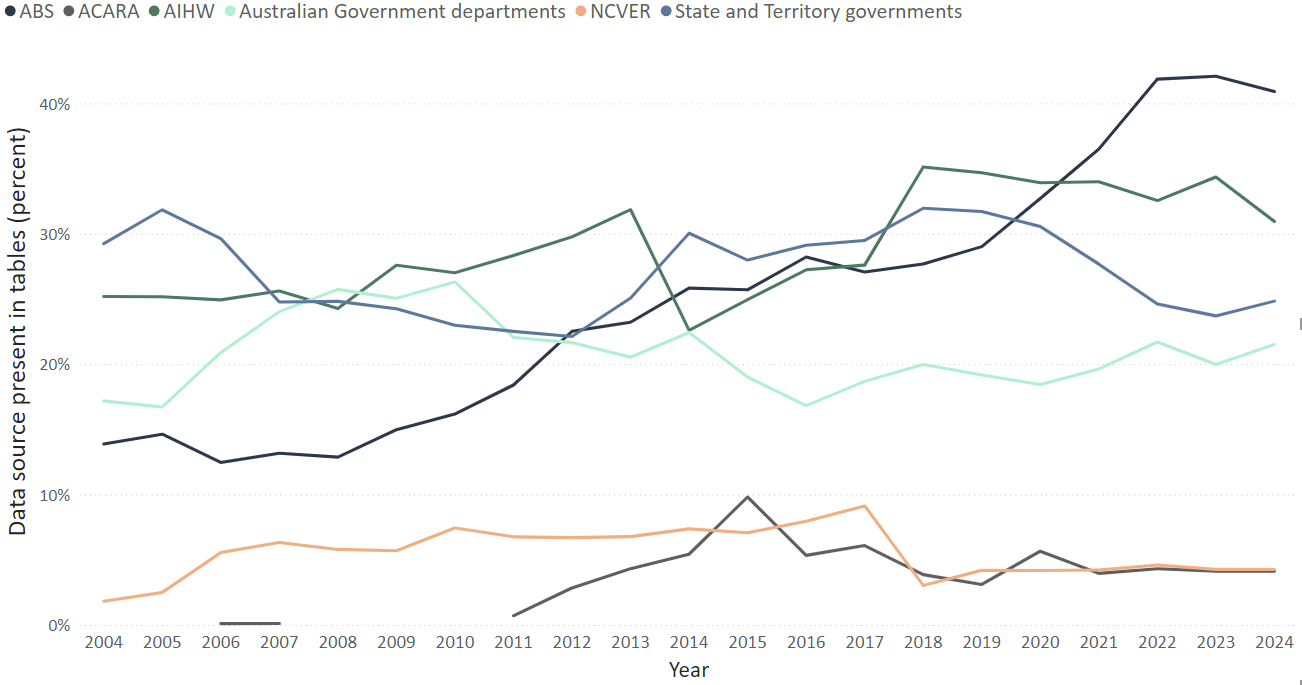 ABS ACARA AIHW Australian Government departments NCVER State and Territory governments
Data source present in tables (percent)
40%
30%
20%
10%
0%
2004 2005 2006 2007 2008 2009 2010 2011 2012 2013 2014 2015 2016 2017 2018 2019 2020 2021 2022 2023 2024
Year